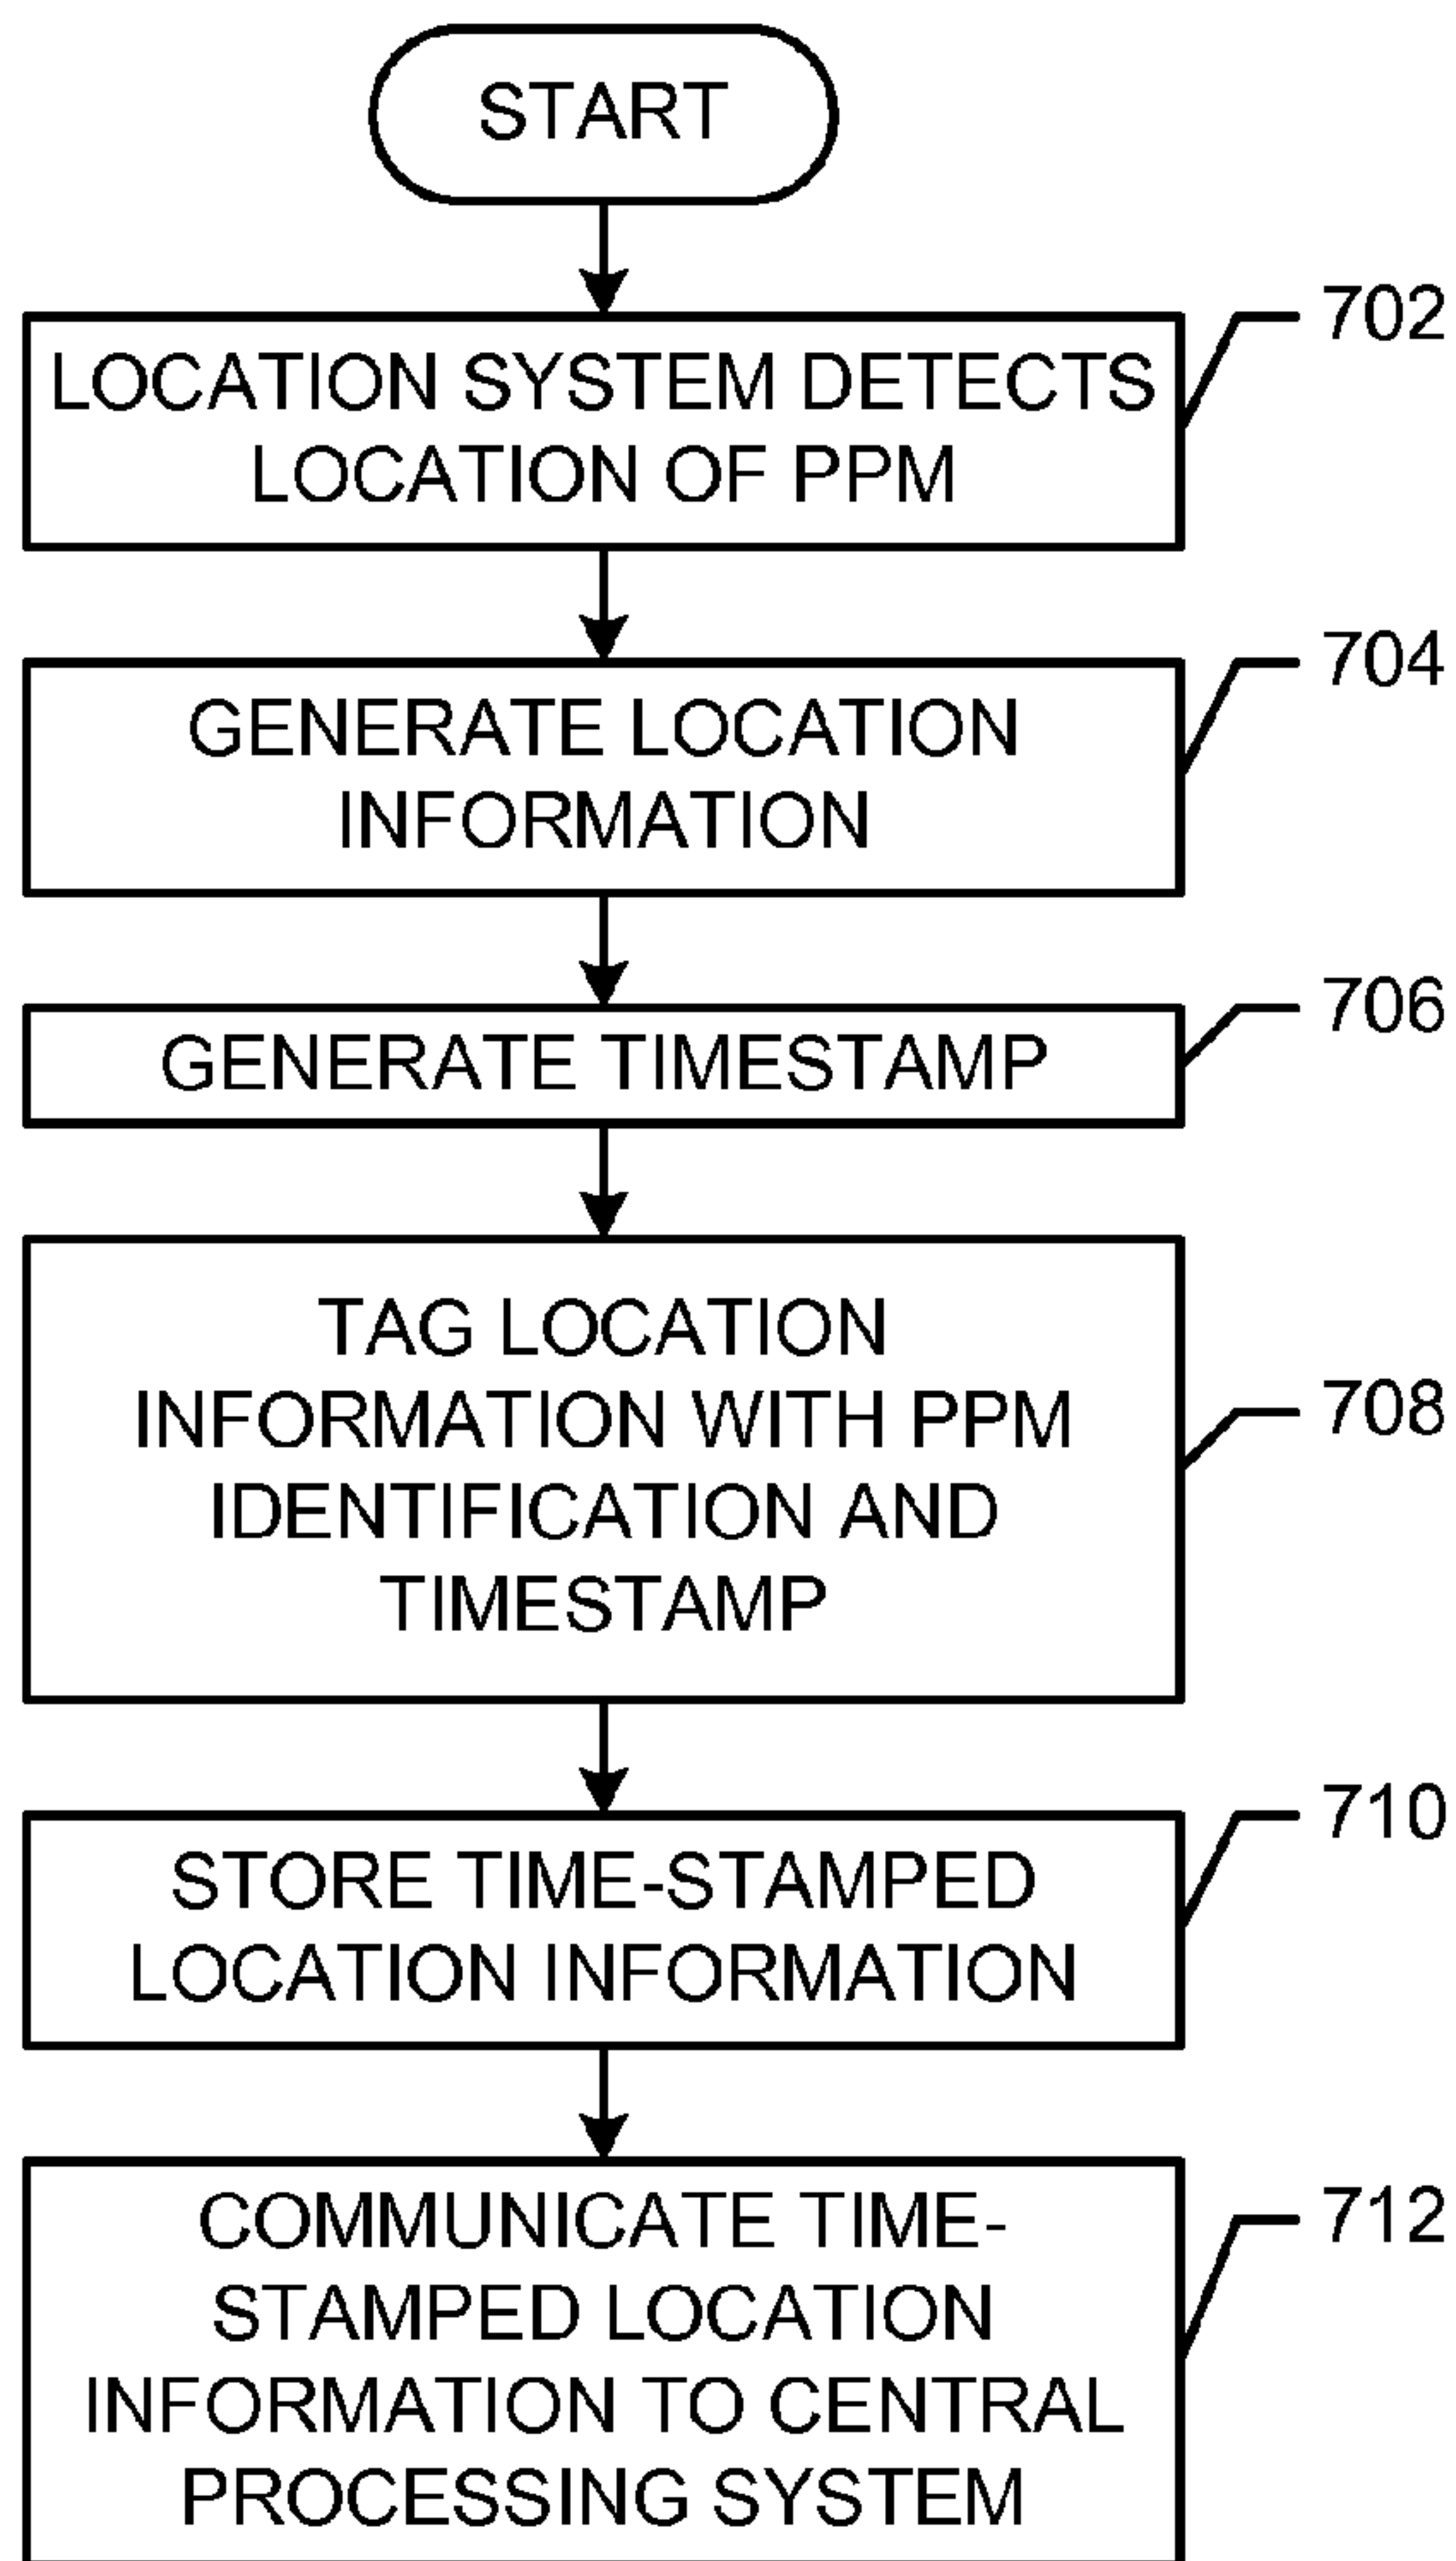 START
702
LOCATION SYSTEM DETECTS
LOCATION OF PPM
704
GENERATE LOCATION
INFORMATION
706
GENERATE TIMESTAMP
708
TAG LOCATION
INFORMATION WITH PPM
IDENTIFICATION AND
TIMESTAMP
710
STORE TIME-STAMPED
LOCATION INFORMATION
712
COMMUNICATE TIME-
STAMPED LOCATION
INFORMATION TO CENTRAL
PROCESSING SYSTEM